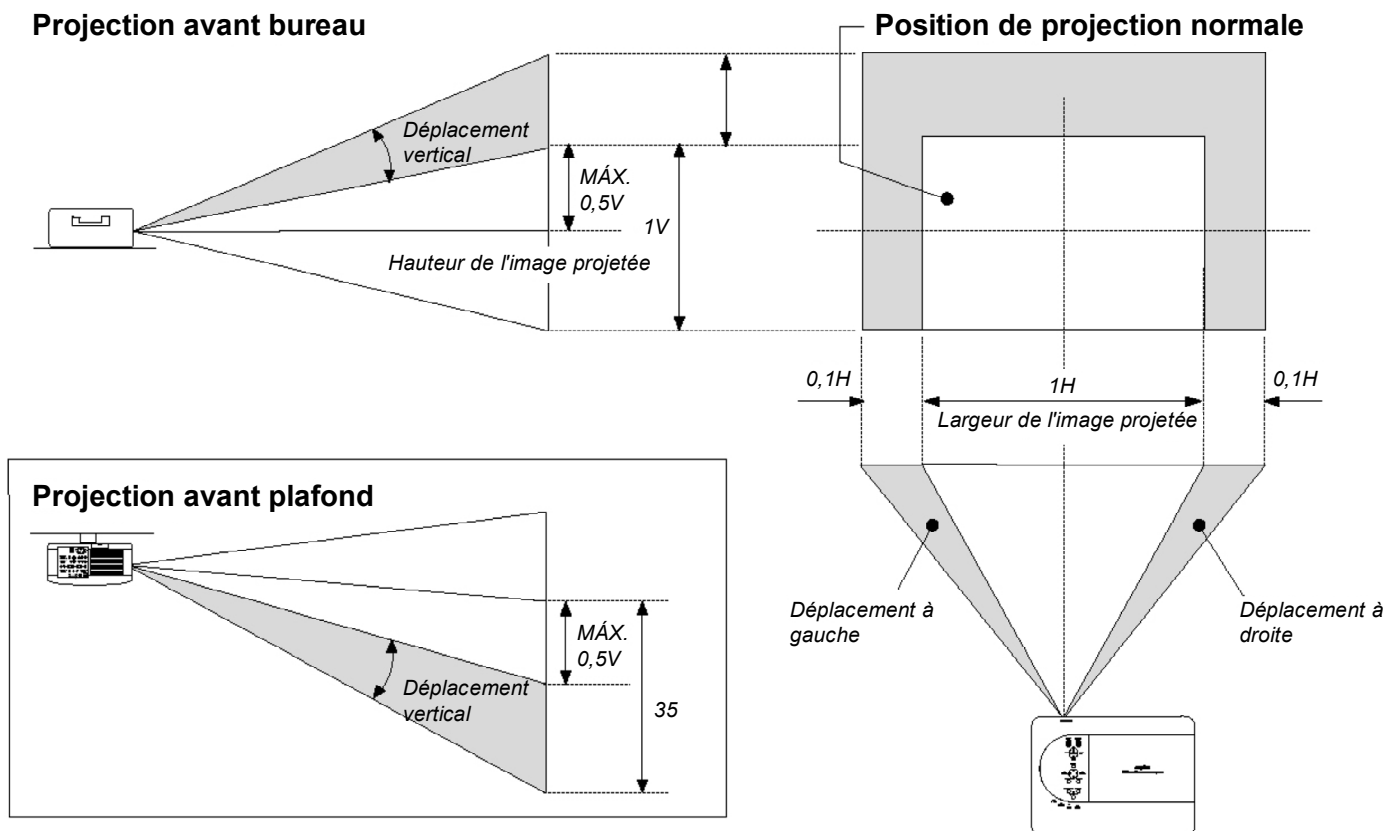 Projection avant bureau
Position de projection normale
Déplacement
vertical
MÁX.
0,5V
1V
Hauteur de l'image projetée
0,1H
1H
0,1H
Largeur de l'image projetée
Projection avant plafond
MÁX.
0,5V
Déplacement
vertical
35
Déplacement à
gauche
Déplacement à
droite